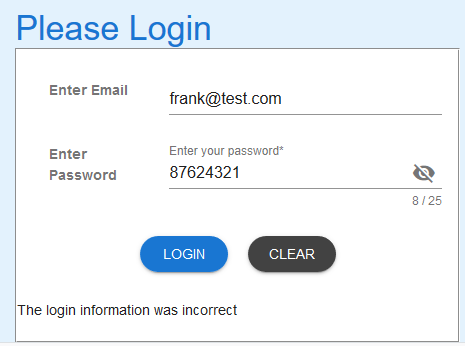 Please Login
Enter Email
frank@test.com
Enter your password*
Enter
Password
87624321
8 / 25
LOGIN CLEAR
The login information was incorrect